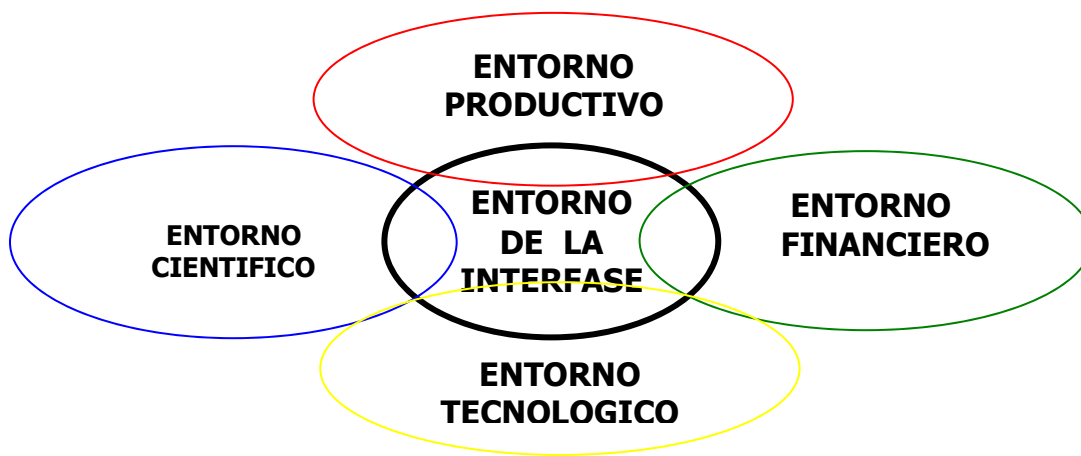 ENTORNO
PRODUCTIVO
ENTORNO
CIENTIFICO
ENTORNO
DE LA
INTERFASE
ENTORNO
FINANCIERO
ENTORNO
TECNOLOGICO